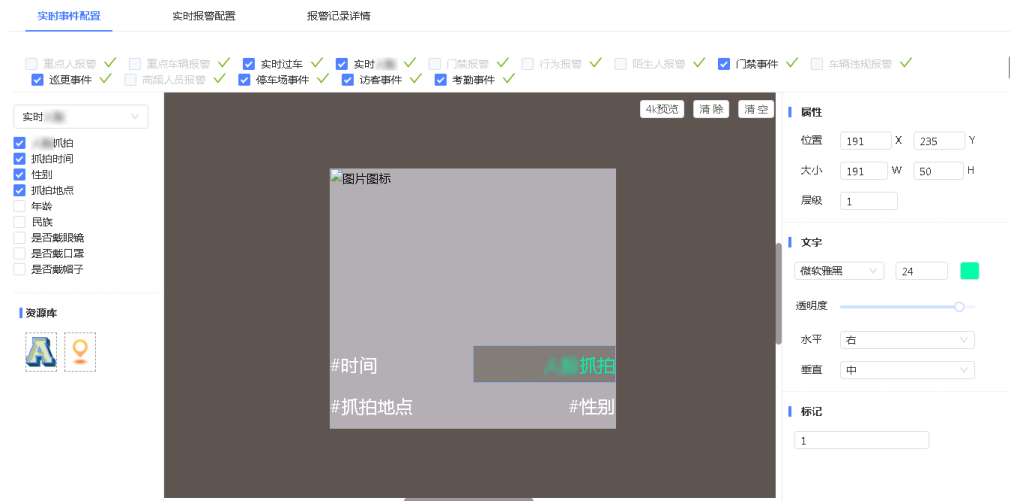 实时事件配置 实时报警配置 报警记录详情
重点人报警 重点车辆报警 实时过车 实时 门禁报警 行为报警 陌生人报警 门禁事件 车辆违规报警
巡更事件 高频人员报警 停车场事件 访客事件 考勤事件
实时
抓拍
抓拍时间
性别
抓拍地点
年龄
民族
是否戴眼镜
是否戴口罩
是否戴帽子
资源库
A
4k预览 清除 清空
图片图标
#时间 抓拍
#抓拍地点 #性别
属性
位置 191 X 235 Y
大小 191 W 50 H
层级 1
文字
微软雅黑 24
透明度
水平 右
垂直 中
标记
1